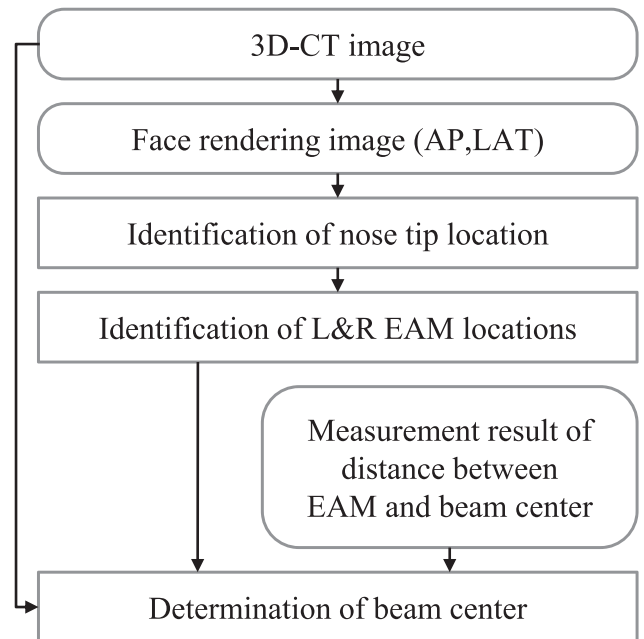 3D-CT image
Face rendering image (AP,LAT)
Identification of nose tip location
Identification of L&R EAM locations
Measurement result of
distance between
EAM and beam center
Determination of beam center